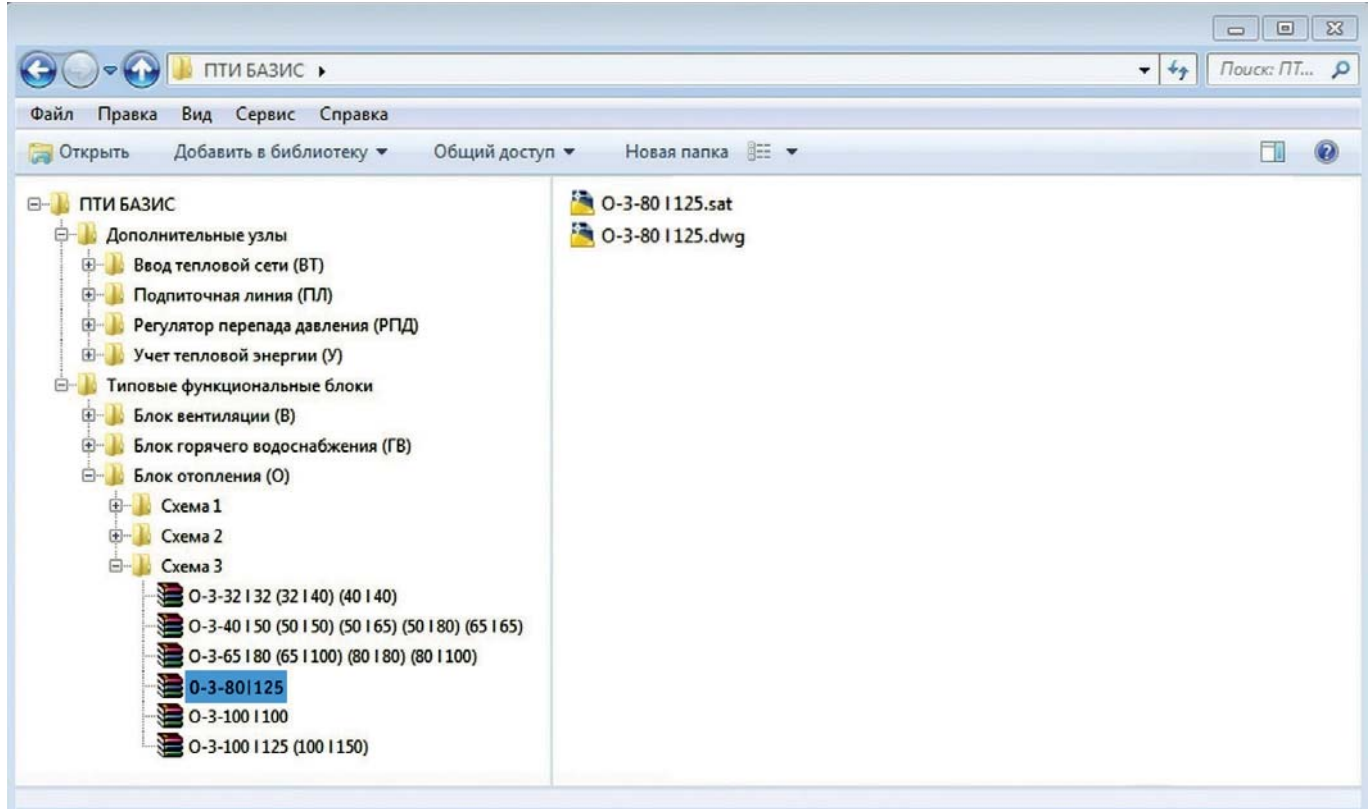 ПТИ БАЗИС
Поиск: ПТ...
Файл Правка Вид Сервис Справка
Открыть Добавить в библиотеку Общий доступ Новая папка
ПТИ БАЗИС
Дополнительные узлы
Ввод тепловой сети (ВТ)
Подпиточная линия (ПЛ)
Регулятор перепада давления (РПД)
Учет тепловой энергии (У)
Типовые функциональные блоки
Блок вентиляции (В)
Блок горячего водоснабжения (ГВ)
Блок отопления (О)
Схема 1
Схема 2
Схема 3
О-3-32 I 32 (32 I 40) (40 I 40)
О-3-40 I 50 (50 I 50) (50 I 65) (50 I 80) (65 I 65)
О-3-65 I 80 (65 I 100) (80 I 80) (80 I 100)
0-3-80|125
О-3-100 I 100
О-3-100 I 125 (100 I 150)
О-3-80 I 125.sat
О-3-80 I 125.dwg